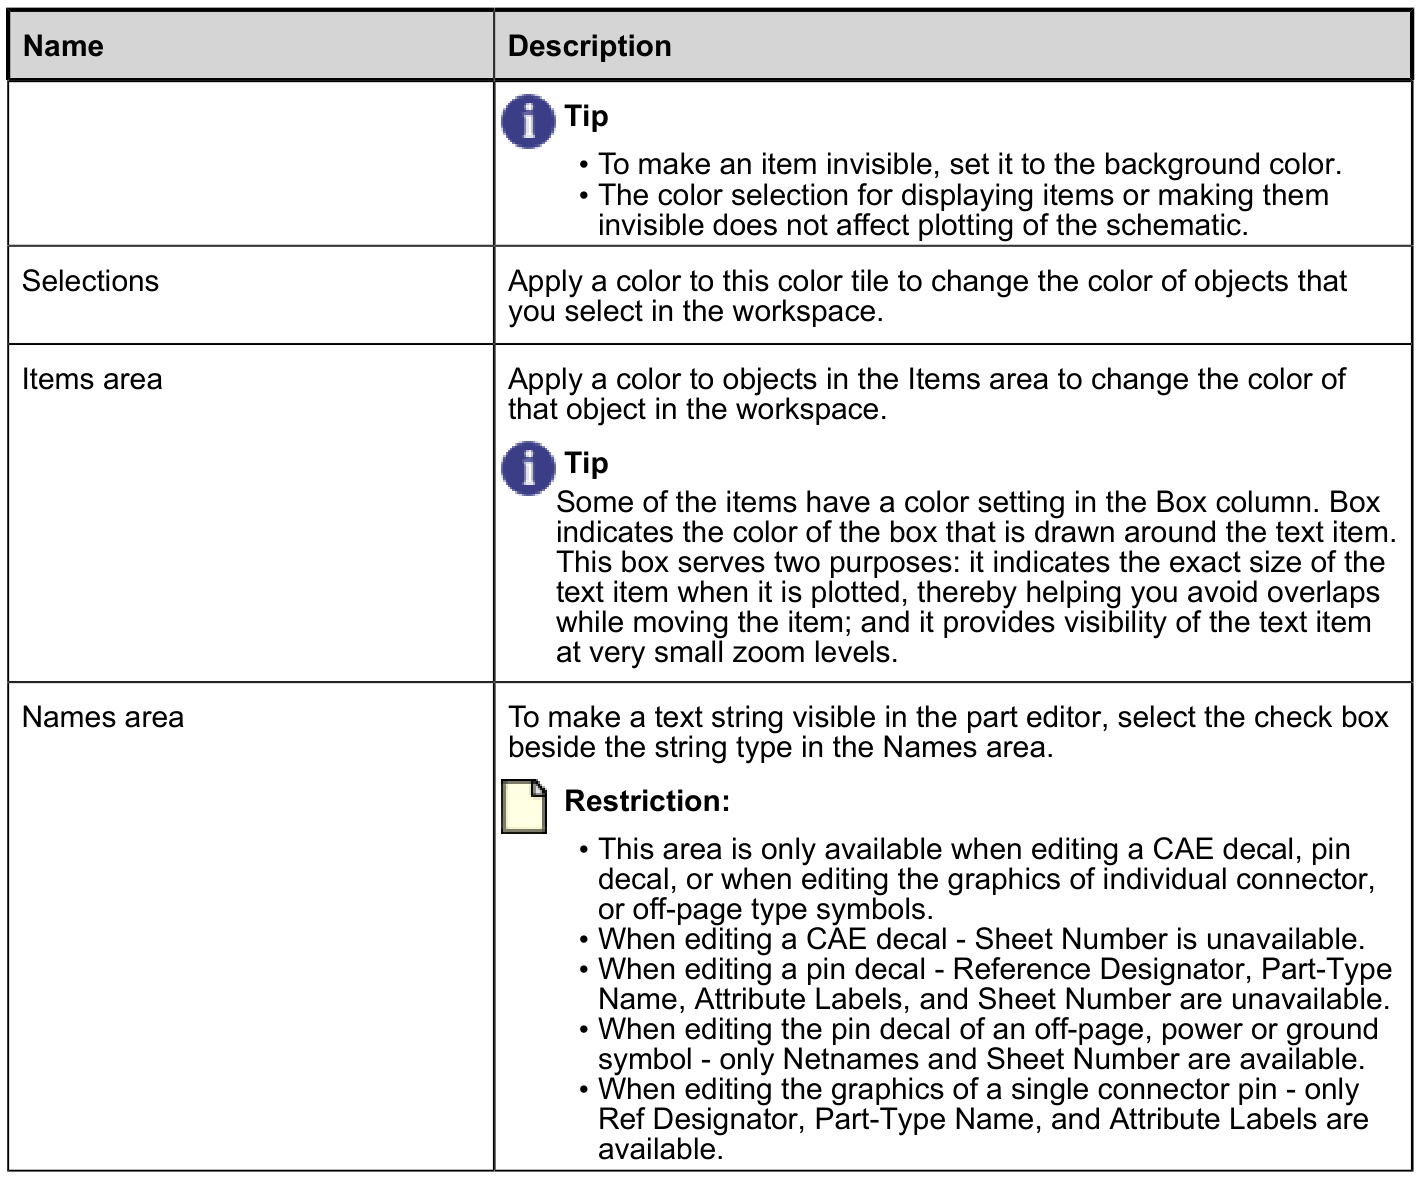 Name
Description
Tip
• To make an item invisible, set it to the background color.
• The color selection for displaying items or making them
invisible does not affect plotting of the schematic.
Selections
Apply a color to this color tile to change the color of objects that
you select in the workspace.
Items area
Apply a color to objects in the Items area to change the color of
that object in the workspace.
Tip
Some of the items have a color setting in the Box column. Box
indicates the color of the box that is drawn around the text item.
This box serves two purposes: it indicates the exact size of the
text item when it is plotted, thereby helping you avoid overlaps
while moving the item; and it provides visibility of the text item
at very small zoom levels.
Names area
To make a text string visible in the part editor, select the check box
beside the string type in the Names area.
Restriction:
• This area is only available when editing a CAE decal, pin
decal, or when editing the graphics of individual connector,
or off-page type symbols.
• When editing a CAE decal - Sheet Number is unavailable.
• When editing a pin decal - Reference Designator, Part-Type
Name, Attribute Labels, and Sheet Number are unavailable.
• When editing the pin decal of an off-page, power or ground
symbol - only Netnames and Sheet Number are available.
• When editing the graphics of a single connector pin - only
Ref Designator, Part-Type Name, and Attribute Labels are
available.